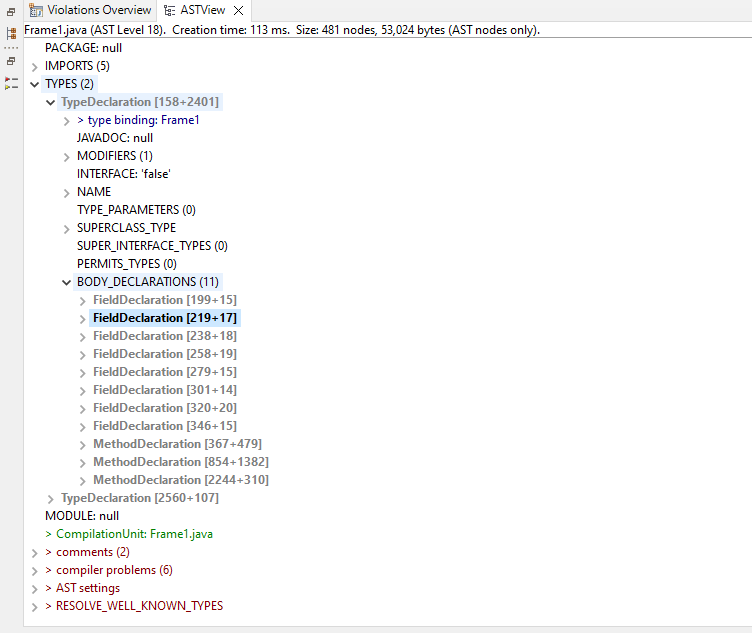 Violations Overview ASTView
Frame1.java (AST Level 18). Creation time: 113 ms. Size: 481 nodes, 53,024 bytes (AST nodes only).
PACKAGE: null
IMPORTS (5)
TYPES (2)
TypeDeclaration [158+2401]
> type binding: Frame1
JAVADOC: null
MODIFIERS (1)
INTERFACE: 'false'
NAME
TYPE_PARAMETERS (0)
SUPERCLASS_TYPE
SUPER_INTERFACE_TYPES (0)
PERMITS_TYPES (0)
BODY_DECLARATIONS (11)
FieldDeclaration [199+15]
FieldDeclaration [219+17]
FieldDeclaration [238+18]
FieldDeclaration [258+19]
FieldDeclaration [279+15]
FieldDeclaration [301+14]
FieldDeclaration [320+20]
FieldDeclaration [346+15]
MethodDeclaration [367+479]
MethodDeclaration [854+1382]
MethodDeclaration [2244+310]
TypeDeclaration [2560+107]
MODULE: null
> CompilationUnit: Frame1.java
> comments (2)
> compiler problems (6)
> AST settings
> RESOLVE_WELL_KNOWN_TYPES